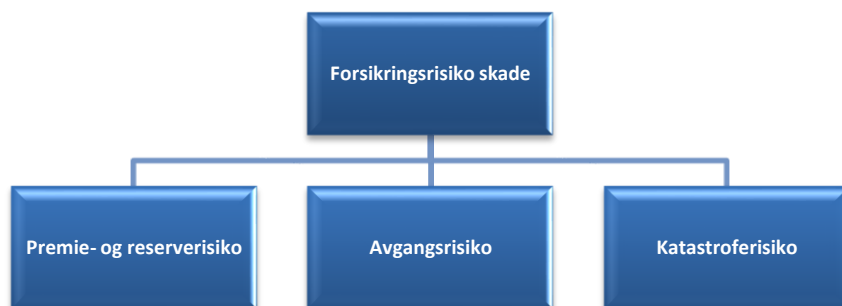 Forsikringsrisiko skade
Premie- og reserverisiko
Avgangsrisiko
Katastroferisiko